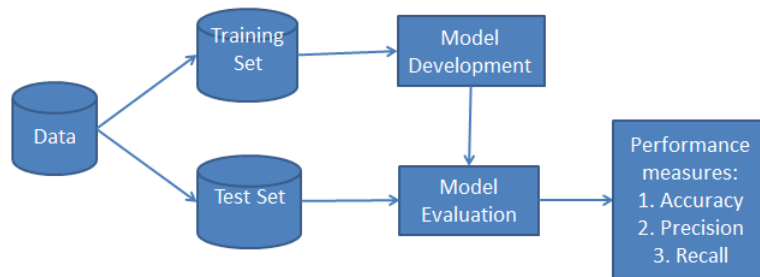 Data
Training
Set
Test Set
Model
Development
Model
Evaluation
Performance
measures:
1. Accuracy
2. Precision
3. Recall